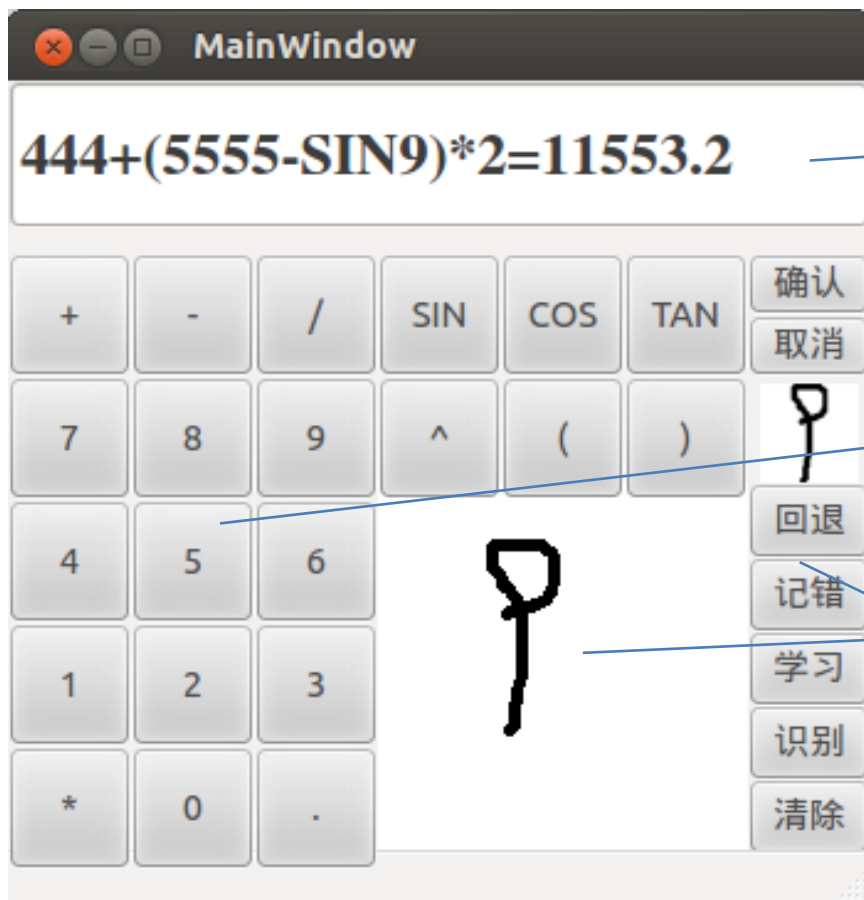 MainWindow
444+(5555-SIN9)*2=11553.2
+ - / SIN COS TAN 确认
取消
7 8 9 ^ ( )
4 5 6 回退
记错
1 2 3 学习
识别
* 0 . 清除